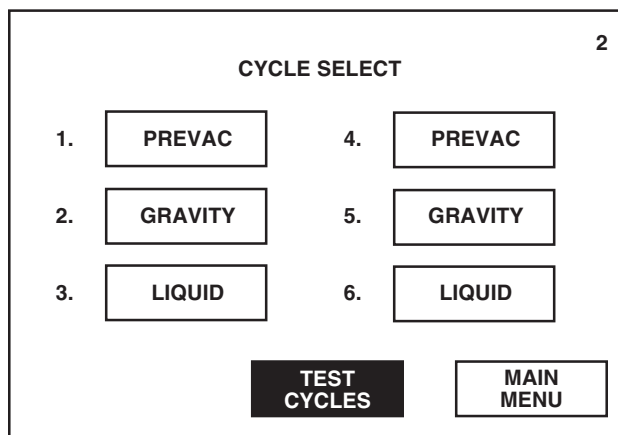 2
CYCLE SELECT
1. PREVAC 4. PREVAC
2. GRAVITY 5. GRAVITY
3. LIQUID 6. LIQUID
TEST
CYCLES
MAIN
MENU